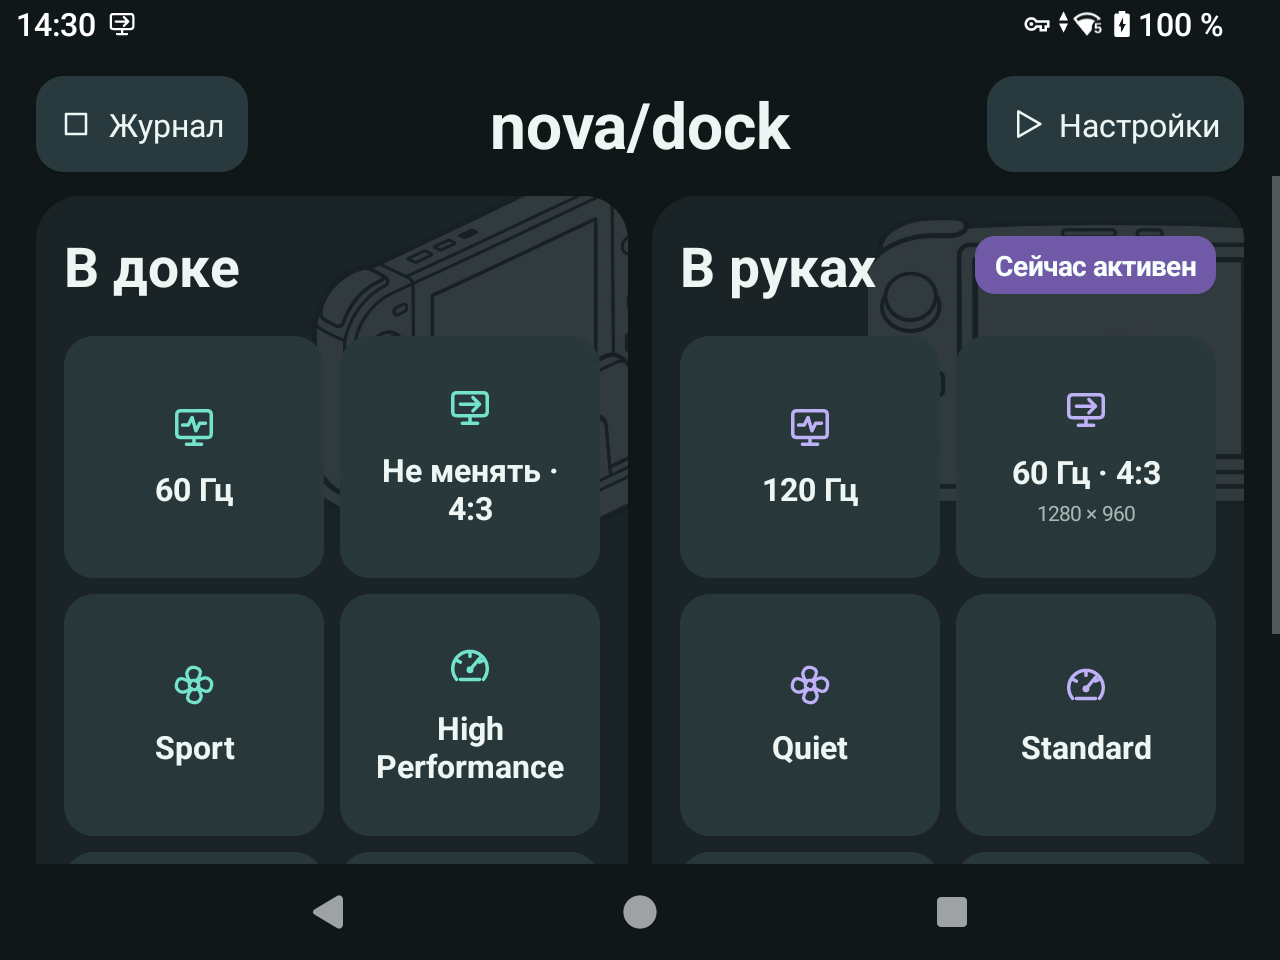 14:30
5 100 %
Журнал
nova/dock
Настройки
В доке
60 Гц
Не менять ·
4:3
Sport
High
Performance
В руках
Сейчас активен
120 Гц
60 Гц · 4:3
1280 × 960
Quiet
Standard